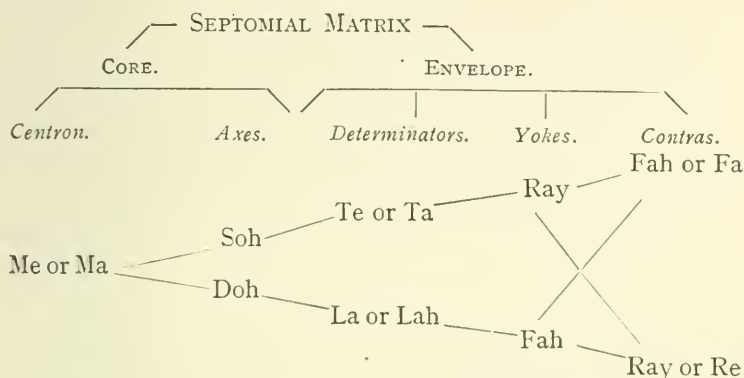 SEPTOMIAL MATRIX
CORE. ENVELOPE.
Centron. Axes. Determinators. Yokes. Contras.
Fah or Fa
Ray
Te or Ta
Soh
Me or Ma
Doh
La or Lah
Fah
Ray or Re